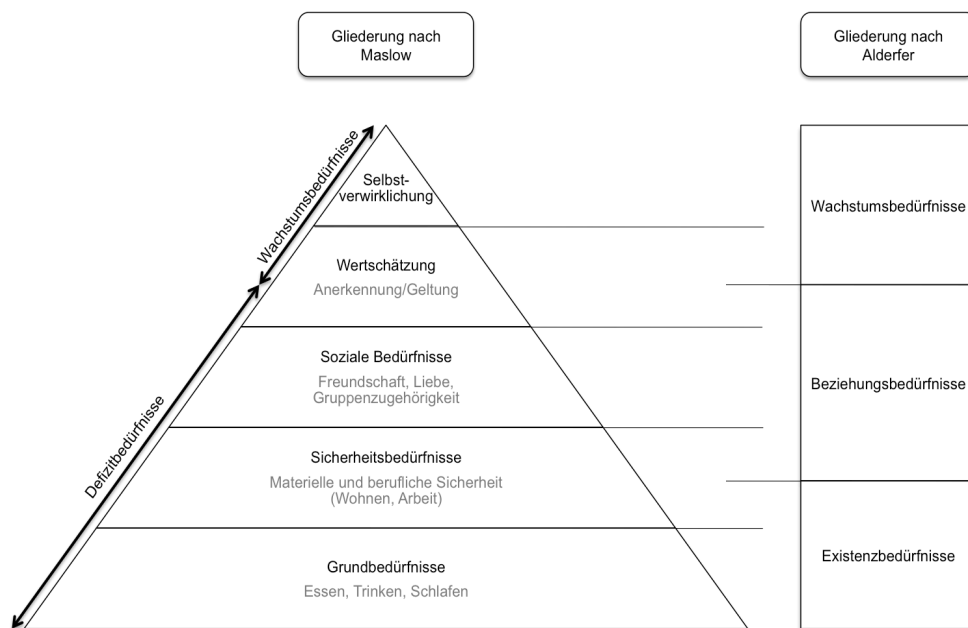 Gliederung nach
Maslow
Gliederung nach
Alderfer
Wachstumsbedürfnisse
Defizitbedürfnisse
Selbst-
verwirklichung
Wertschätzung
Anerkennung/Geltung
Soziale Bedürfnisse
Freundschaft, Liebe,
Gruppenzugehörigkeit
Sicherheitsbedürfnisse
Materielle und berufliche Sicherheit
(Wohnen, Arbeit)
Grundbedürfnisse
Essen, Trinken, Schlafen
Wachstumsbedürfnisse
Beziehungsbedürfnisse
Existenzbedürfnisse